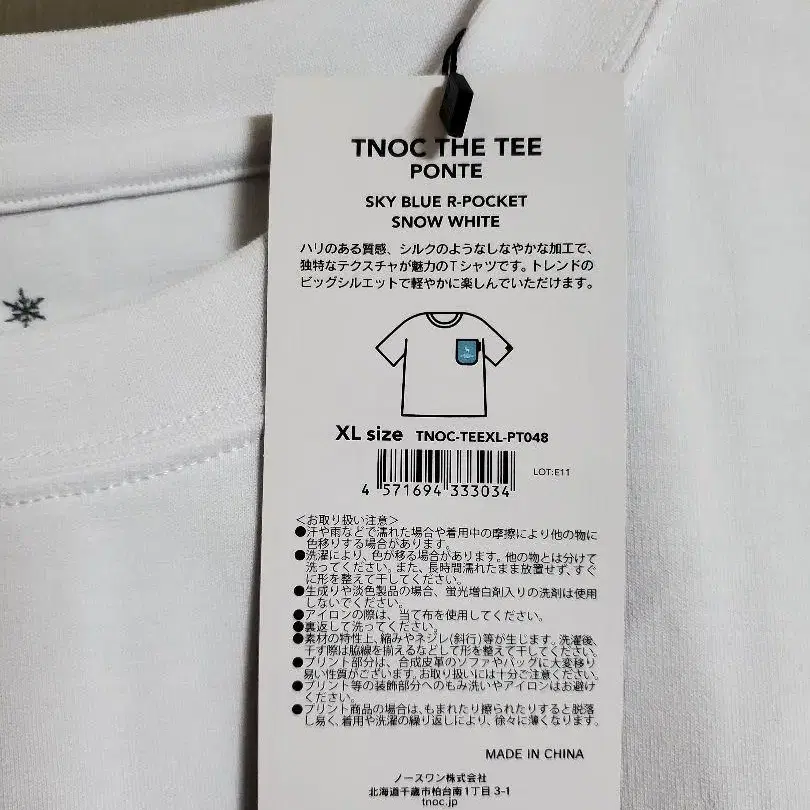 TNOC THE TEE
PONTE
SKY BLUE R-POCKET
SNOW WHITE
ハリのある質感、シルクのようなしなやかな加工で、
独特なテクスチャが魅力のTシャツです。トレンドの
ビッグシルエットで軽やかに楽しんでいただけます。
XL size TNOC-TEEXL-PT048
LOT:E11
4 571694 333034
＜お取り扱い注意＞
●汗や雨などで濡れた場合や着用中の摩擦により他の物に
色移りする場合があります。
●洗濯により、色が移る場合があります。他の物とは分けて
洗ってください。また、長時間濡れたまま放置せず、すぐ
に形を整えて干してください。
●生成りや淡色製品の場合、蛍光増白剤入りの洗剤は使用
しないでください。
●アイロンの際は、当て布を使用してください。
●裏返して洗ってください。
●素材の特性上、縮みやネジレ(斜行)等が生じます。洗濯後、
干す際は脇線を揃えるなどして形を整えて干してください。
●プリント部分は、合成皮革のソファやバッグに大変移り
易い性質がございます。お取り扱いには十分ご注意ください。
●プリント等の装飾部分へのもみ洗いやアイロンはお避け
ください。
●プリント商品の場合は、もまれたり擦られたりすると脱落
し易く、着用や洗濯の繰り返しにより、徐々に薄くなります。
MADE IN CHINA
ノースワン株式会社
北海道千歳市柏台南1丁目3-1
tnoc.jp